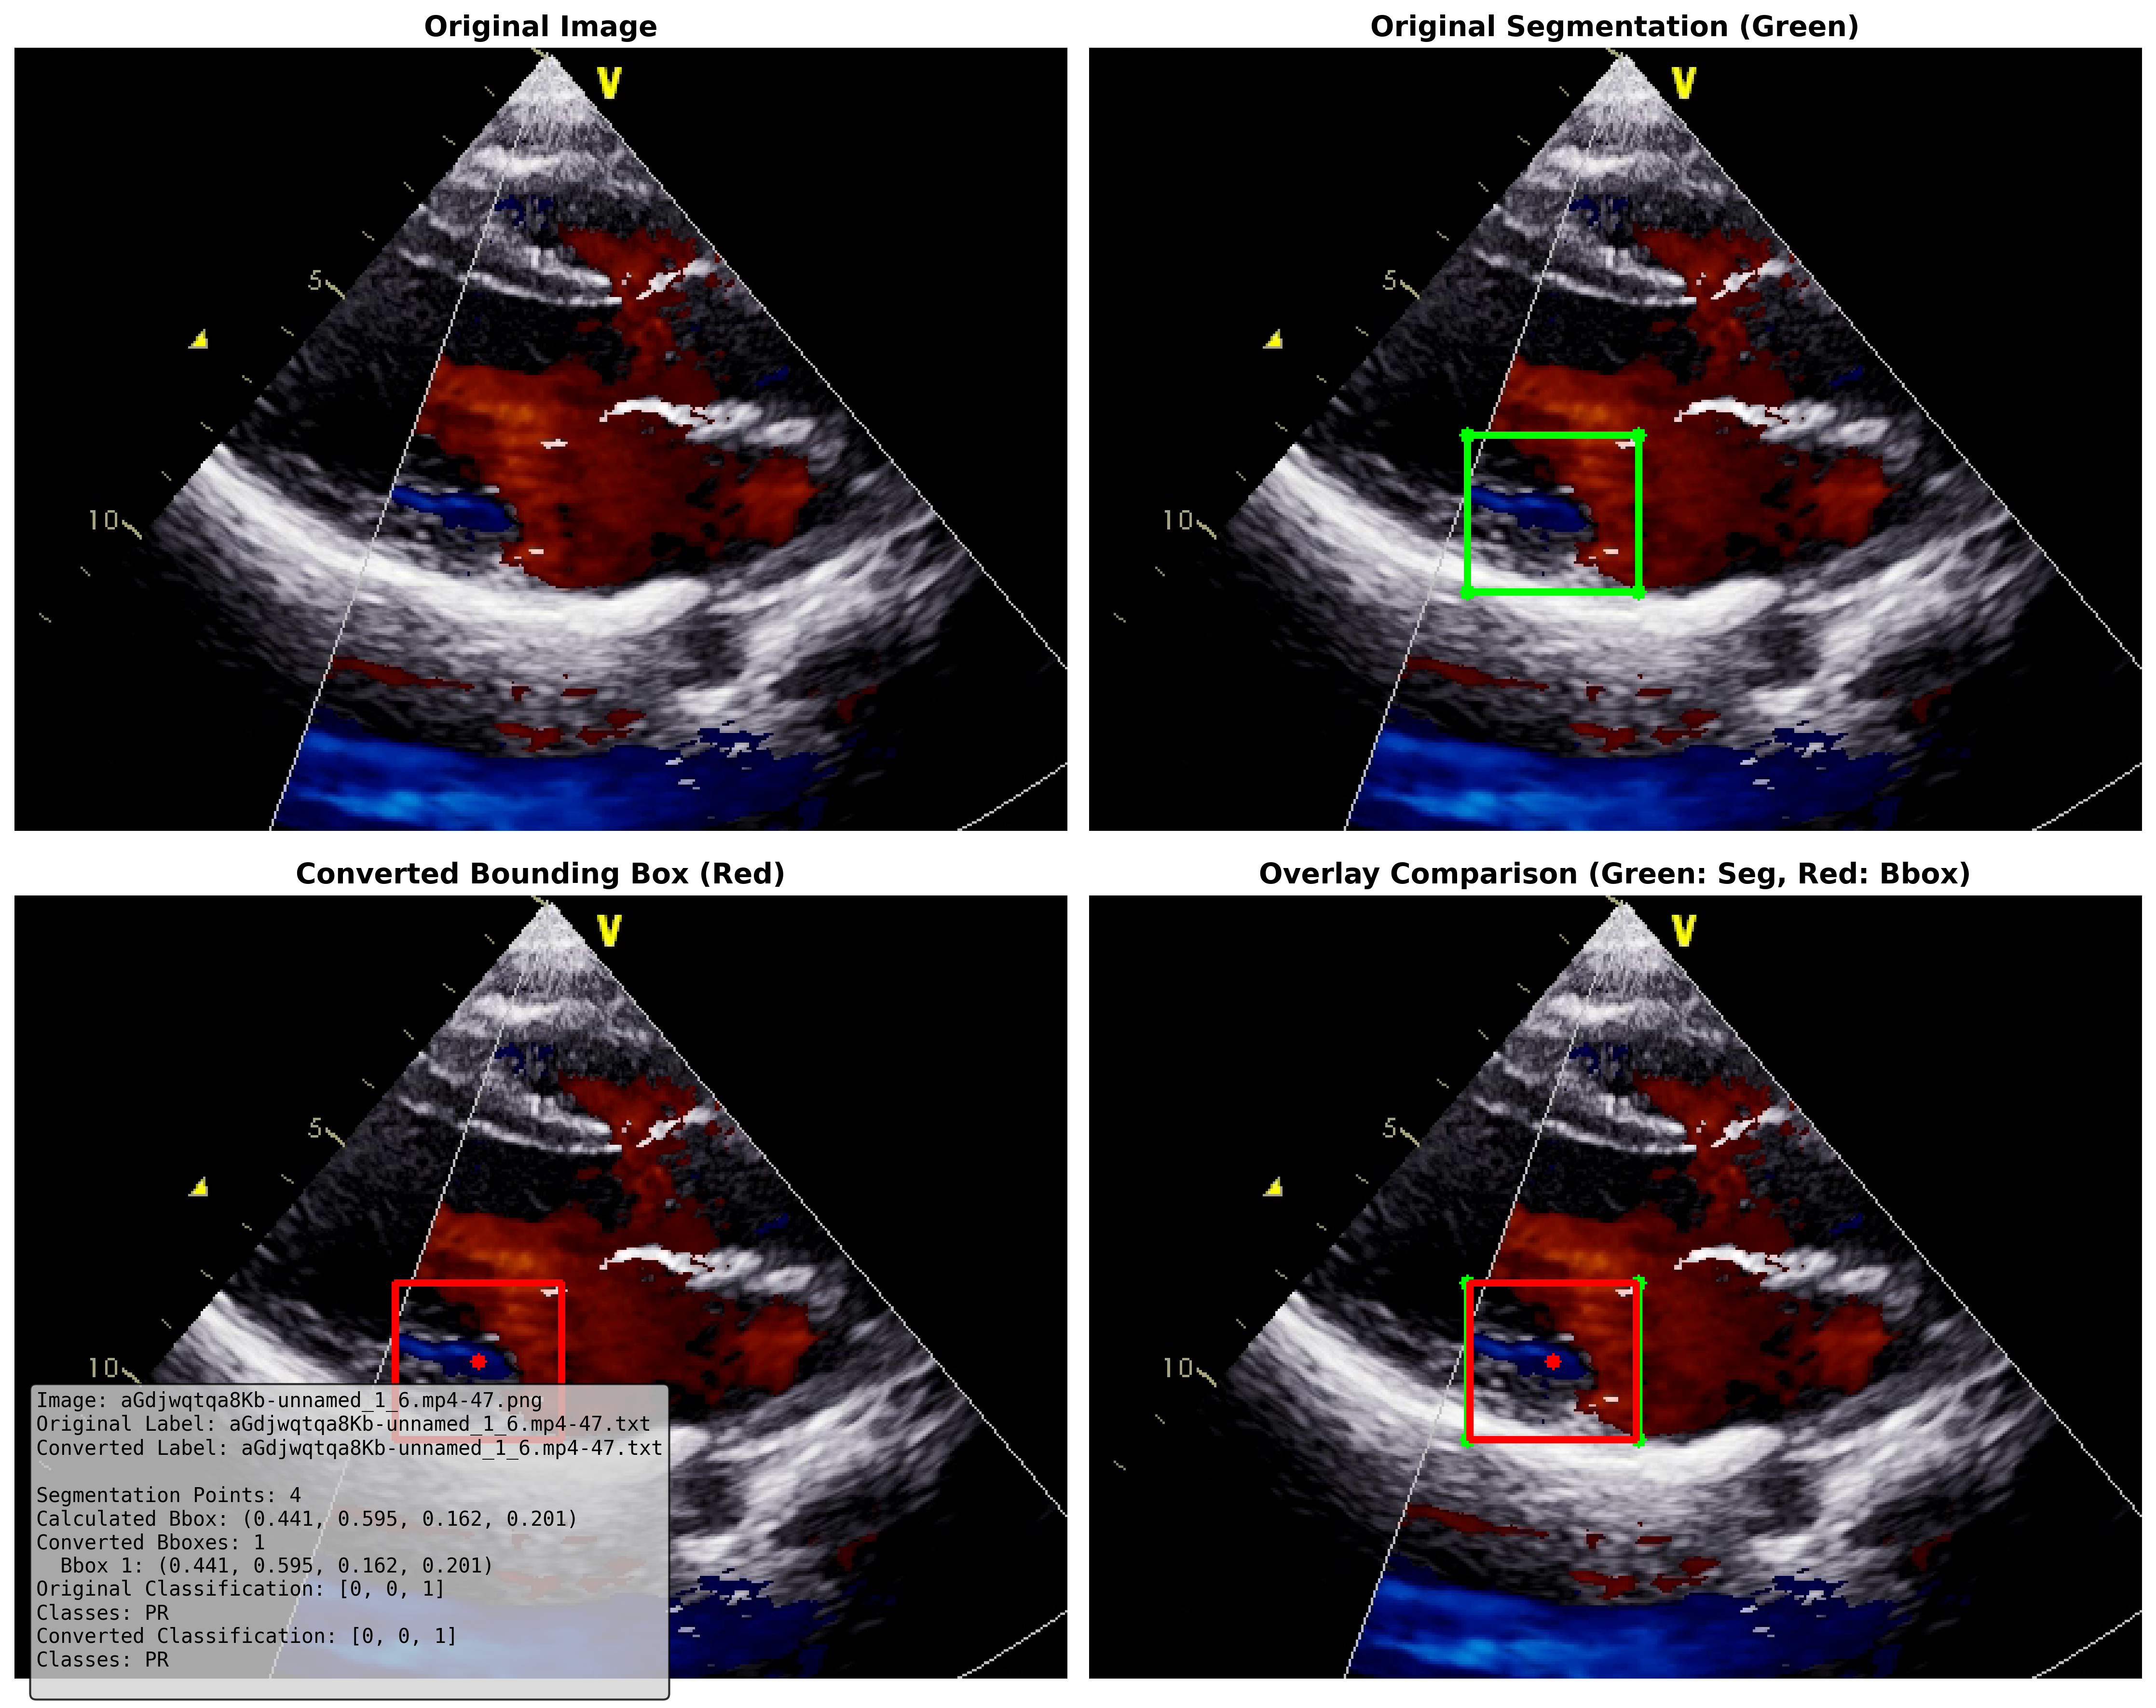 Original Image
Original Segmentation (Green)
V
5
10
V
5
10
Converted Bounding Box (Red)
Overlay Comparison (Green: Seg, Red: Bbox)
V
5
10
V
5
10
Image: aGdjwqtqa8Kb-unnamed_1_6.mp4-47.png
Original Label: aGdjwqtqa8Kb-unnamed_1_6.mp4-47.txt
Converted Label: aGdjwqtqa8Kb-unnamed_1_6.mp4-47.txt
Segmentation Points: 4
Calculated Bbox: (0.441, 0.595, 0.162, 0.201)
Converted Bboxes: 1
Bbox 1: (0.441, 0.595, 0.162, 0.201)
Original Classification: [0, 0, 1]
Classes: PR
Converted Classification: [0, 0, 1]
Classes: PR